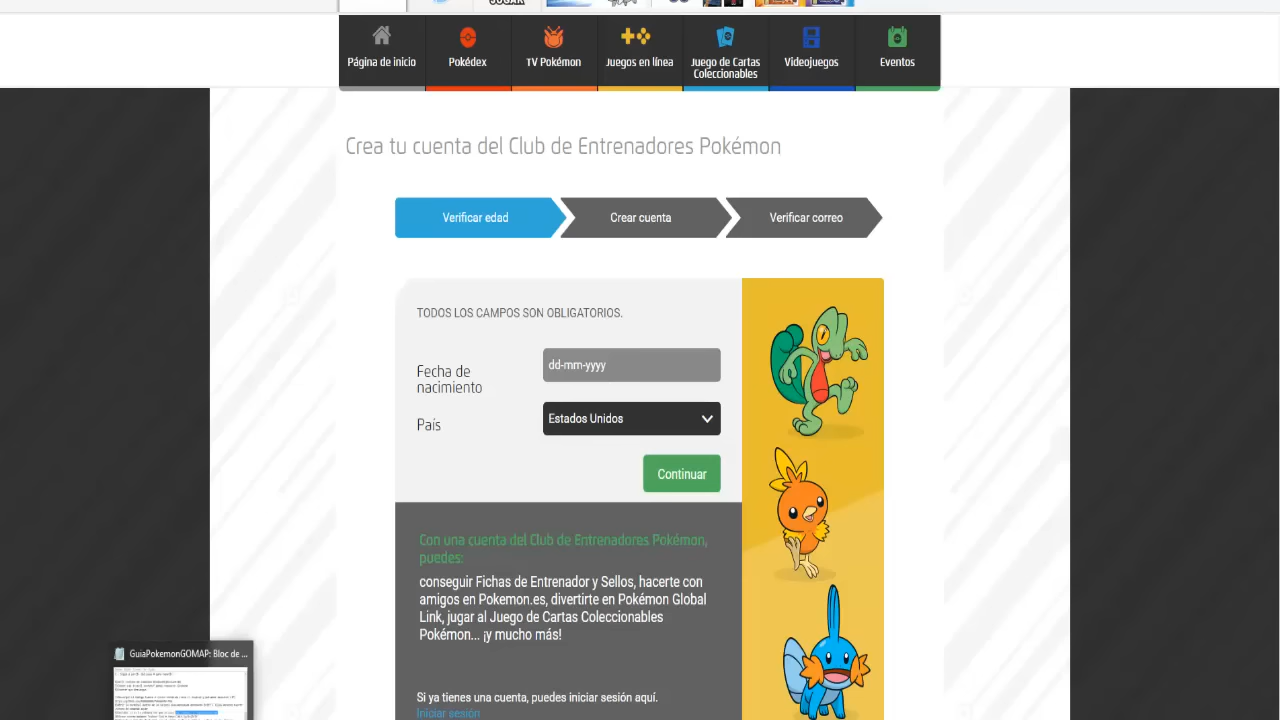 SUGAR
Página de inicio
Pokédex
TV Pokémon
Juegos en línea
Juego de Cartas
Coleccionables
Videojuegos
Eventos
Crea tu cuenta del Club de Entrenadores Pokémon
Verificar edad
Crear cuenta
Verificar correo
TODOS LOS CAMPOS SON OBLIGATORIOS.
Fecha de
nacimiento
dd-mm-yyyy
País
Estados Unidos
Continuar
Con una cuenta del Club de Entrenadores Pokémon,
puedes:
conseguir Fichas de Entrenador y Sellos, hacerte con
amigos en Pokemon.es, divertirte en Pokémon Global
Link, jugar al Juego de Cartas Coleccionables
Pokémon... ¡y mucho más!
GuiaPokemonGOMAP: Bloc de ...
Si ya tienes una cuenta, puedes iniciar sesión aquí.
Iniciar sesión